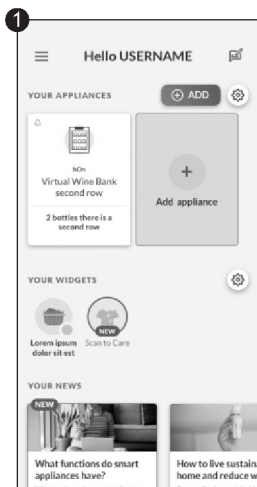 1
Hello USERNAME
YOUR APPLIANCES
ADD
hOn
Virtual Wine Bank
second row
2 bottles there is a
second row
Add appliance
YOUR WIDGETS
NEW
Lorem ipsum
dolor sit est
Scan to Care
YOUR NEWS
NEW
What functions do smart
appliances have?
How to live sustaina
home and reduce w